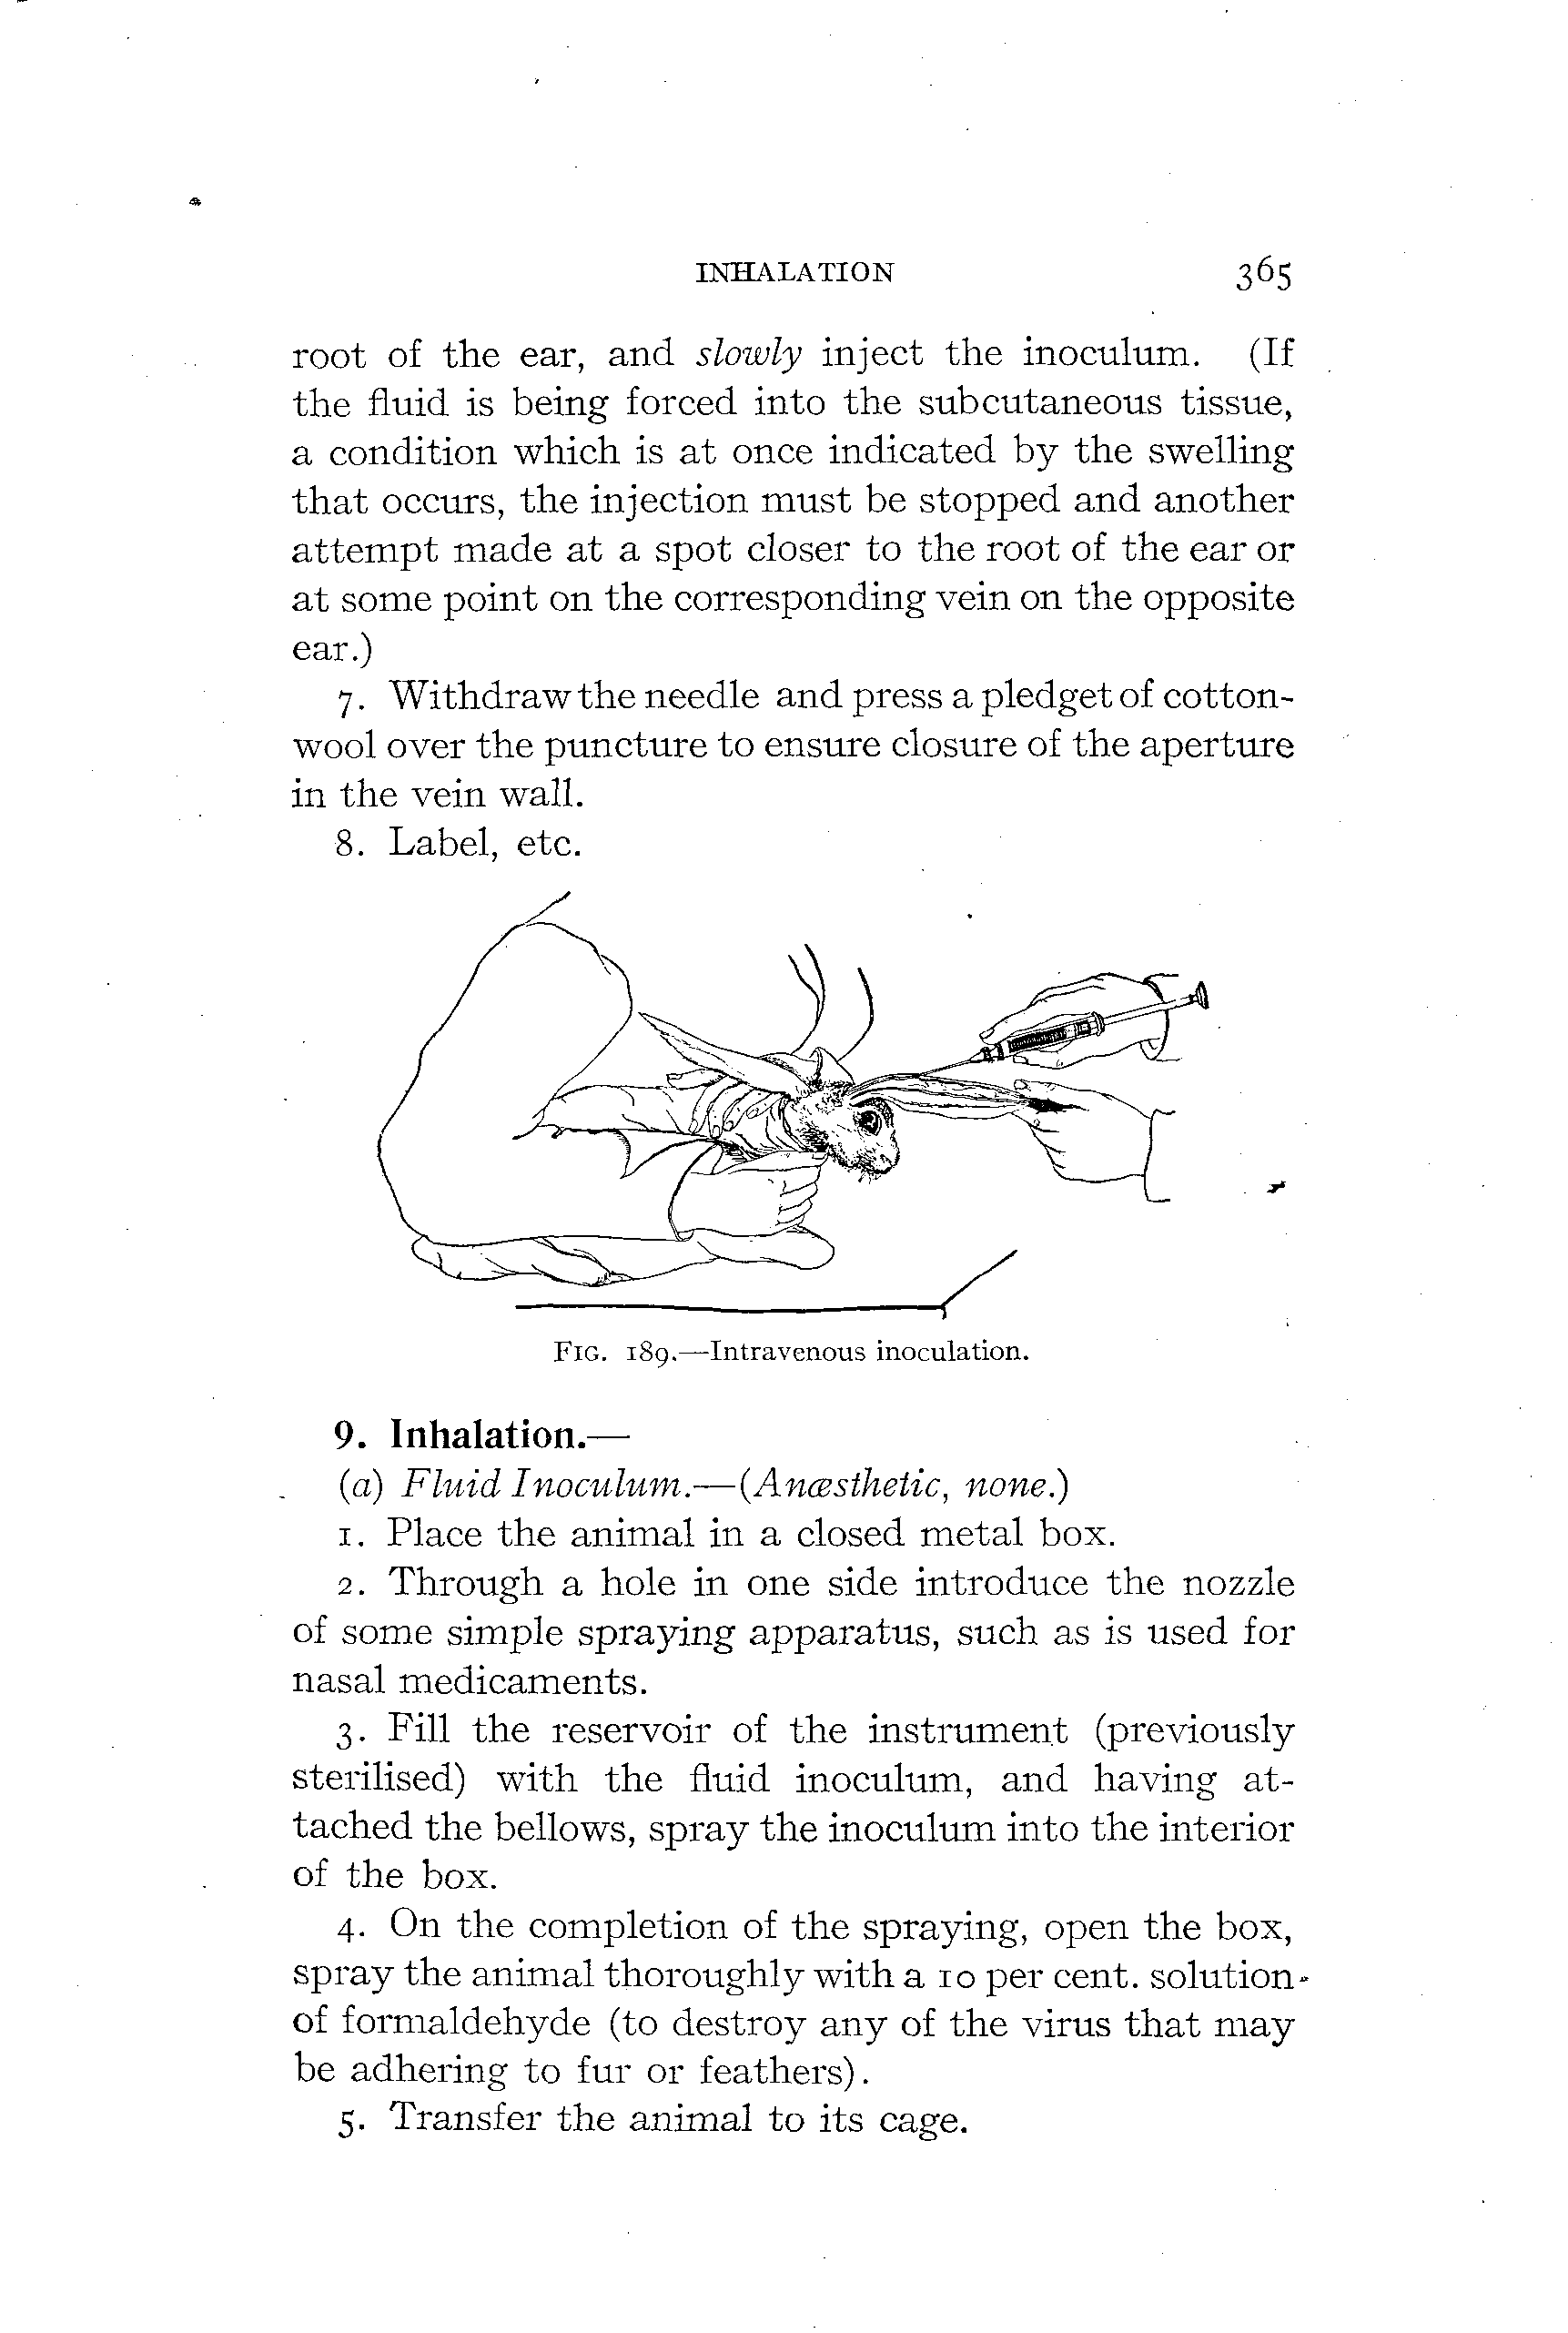 INHALATION 365
root of the ear, and slowly inject the inoculum. (If
the fluid is being forced into the subcutaneous tissue,
a condition which is at once indicated by the swelling
that occurs, the injection must be stopped and another
attempt made at a spot closer to the root of the ear or
at some point on the corresponding vein on the opposite
ear.)
7. Withdraw the needle and press a pledget of cotton-
wool over the puncture to ensure closure of the aperture
in the vein wall.
8. Label, etc.
FIG. 189.—Intravenous inoculation.
9. Inhalation.—
(a) Fluid Inoculum.—(Anæsthetic, none.)
1. Place the animal in a closed metal box.
2. Through a hole in one side introduce the nozzle
of some simple spraying apparatus, such as is used for
nasal medicaments.
3. Fill the reservoir of the instrument (previously
sterilised) with the fluid inoculum, and having at-
tached the bellows, spray the inoculum into the interior
of the box.
4. On the completion of the spraying, open the box,
spray the animal thoroughly with a 10 per cent. solution
of formaldehyde (to destroy any of the virus that may
be adhering to fur or feathers).
5. Transfer the animal to its cage.